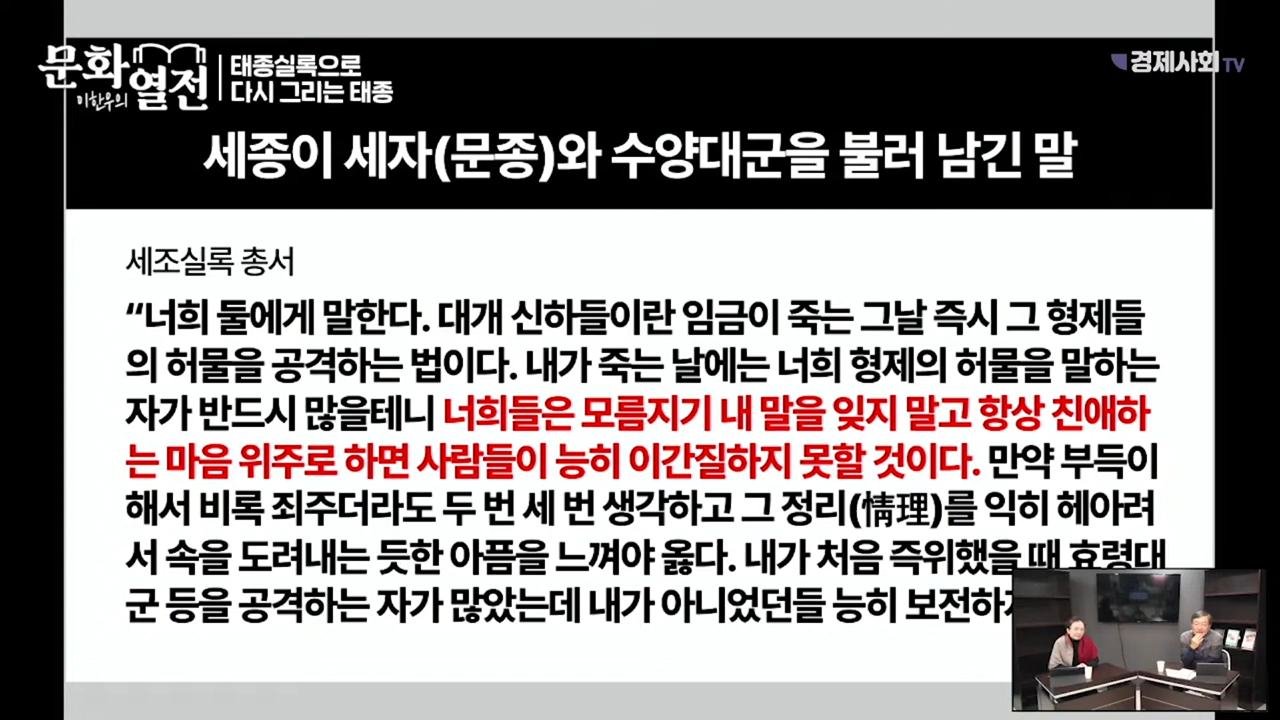 문화
이한우의 열전
태종실록으로
다시 그리는 태종
경제사회TV
세종이 세자(문종)와 수양대군을 불러 남긴 말
세조실록 총서
“너희 둘에게 말한다. 대개 신하들이란 임금이 죽는 그날 즉시 그 형제들
의 허물을 공격하는 법이다. 내가 죽는 날에는 너희 형제의 허물을 말하는
자가 반드시 많을테니 너희들은 모름지기 내 말을 잊지 말고 항상 친애하
는 마음 위주로 하면 사람들이 능히 이간질하지 못할 것이다. 만약 부득이
해서 비록 죄주더라도 두 번 세 번 생각하고 그 정리(情理)를 익히 헤아려
서 속을 도려내는 듯한 아픔을 느껴야 옳다. 내가 처음 즉위했을 때 효령대
군 등을 공격하는 자가 많았는데 내가 아니었던들 능히